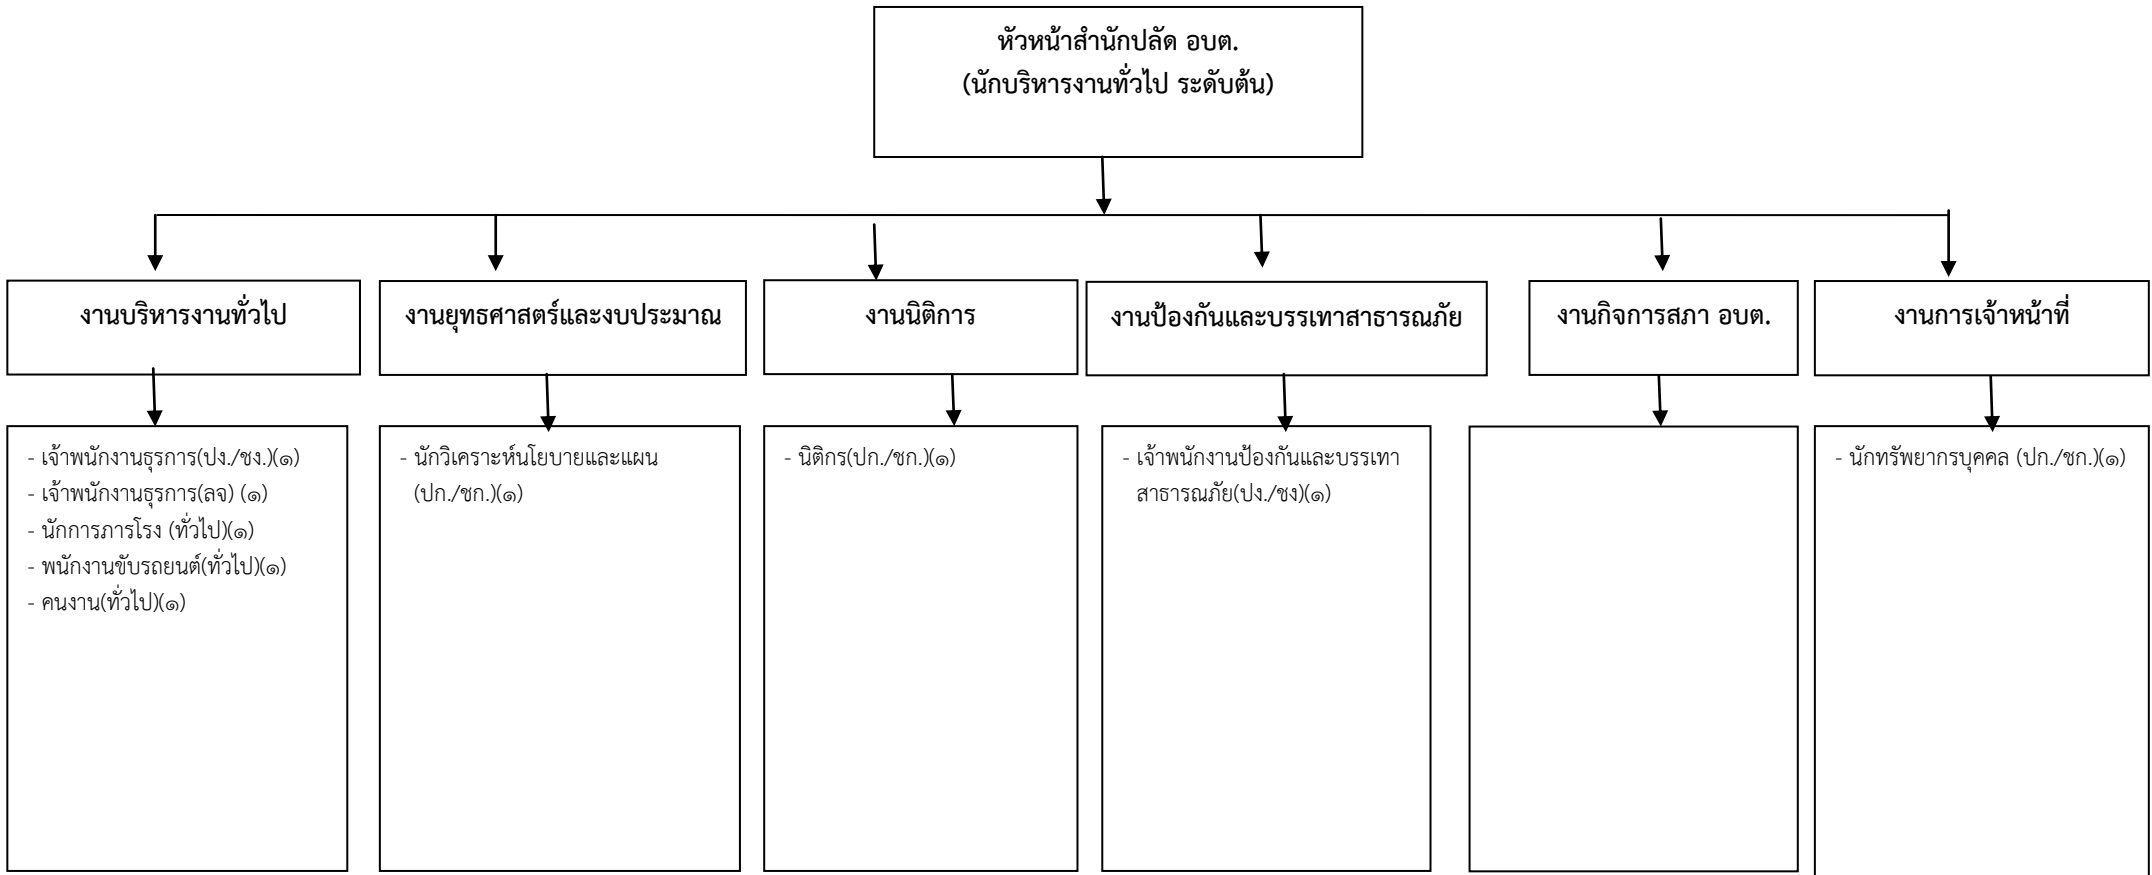 หัวหน้าสำนักปลัด อบต.
(นักบริหารงานทั่วไป ระดับต้น)
งานบริหารงานทั่วไป
งานยุทธศาสตร์และงบประมาณ
งานนิติการ
งานป้องกันและบรรเทาสาธารณภัย
งานกิจการสภา อบต.
งานการเจ้าหน้าที่
- เจ้าพนักงานธุรการ(ปง./ชง.)(๑)
- เจ้าพนักงานธุรการ(ลจ) (๑)
- นักการภารโรง (ทั่วไป)(๑)
- พนักงานขับรถยนต์(ทั่วไป)(๑)
- คนงาน(ทั่วไป)(๑)
- นักวิเคราะห์นโยบายและแผน
(ปก./ชก.)(๑)
- นิติกร(ปก./ชก.)(๑)
- เจ้าพนักงานป้องกันและบรรเทา
สาธารณภัย(ปง./ชง)(๑)
- นักทรัพยากรบุคคล (ปก./ชก.)(๑)